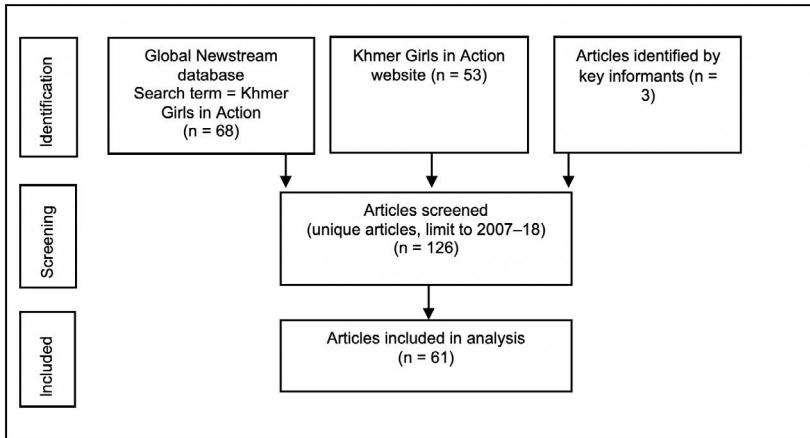 Identification
Global Newstream
database
Search term = Khmer
Girls in Action
(n = 68)
Khmer Girls in Action
website (n = 53)
Articles identified by
key informants (n =
3)
Screening
Articles screened
(unique articles, limit to 2007–18)
(n = 126)
Included
Articles included in analysis
(n = 61)